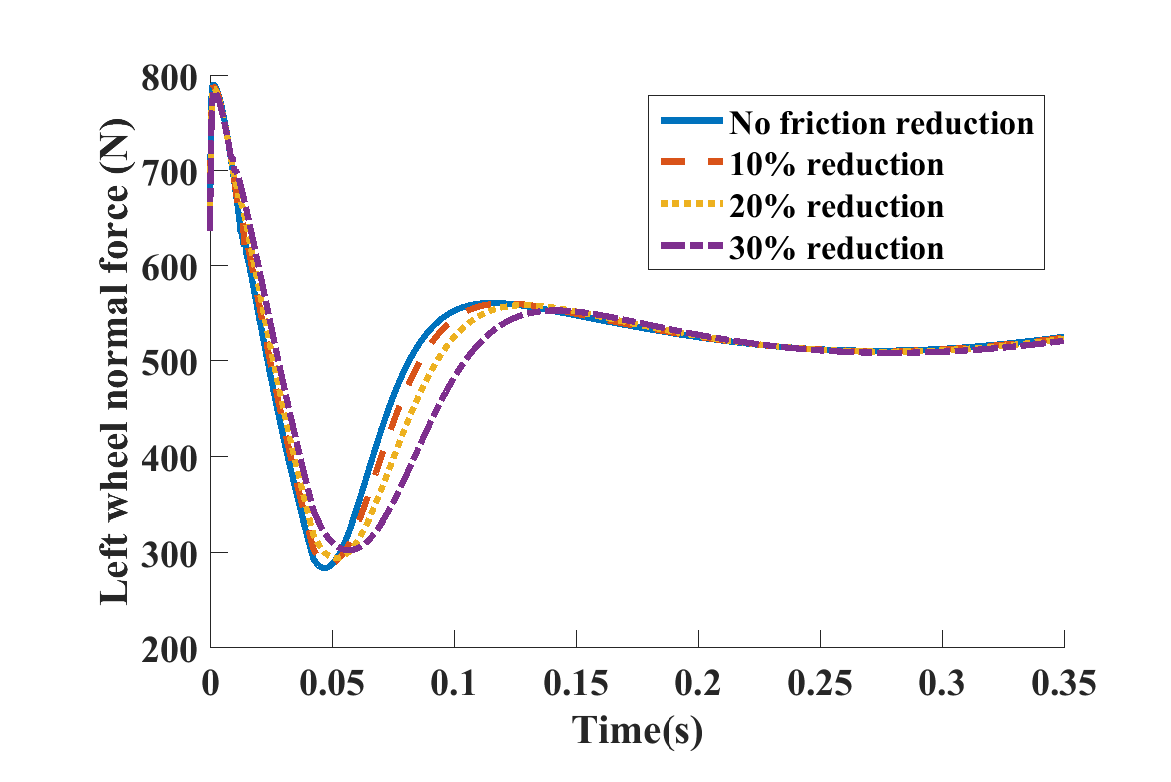 800
700
600
500
400
300
200
Left wheel normal force (N)
No friction reduction
10% reduction
20% reduction
30% reduction
0 0.05 0.1 0.15 0.2 0.25 0.3 0.35
Time(s)